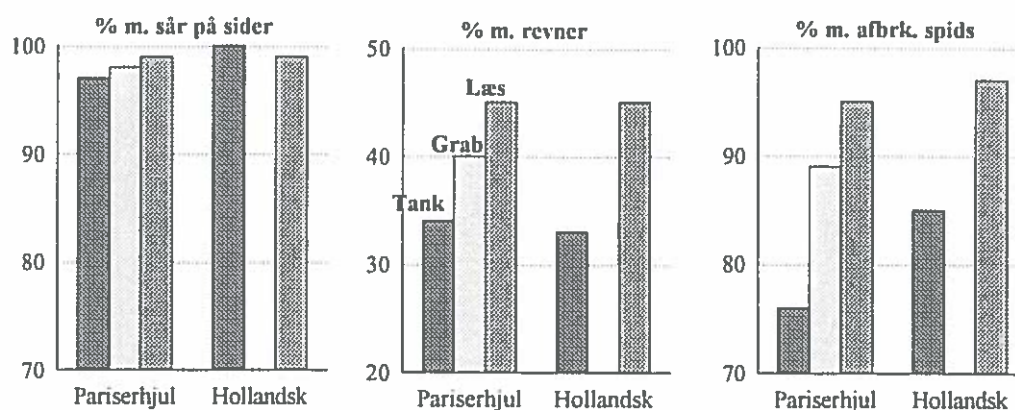 % m. sår på sider
100
90
80
70
Pariserhjul Hollandsk
% m. revner
50
40
30
20
Læs
Grab
Tank
Pariserhjul Hollandsk
% m. afbrk. spids
100
90
80
70
Pariserhjul Hollandsk